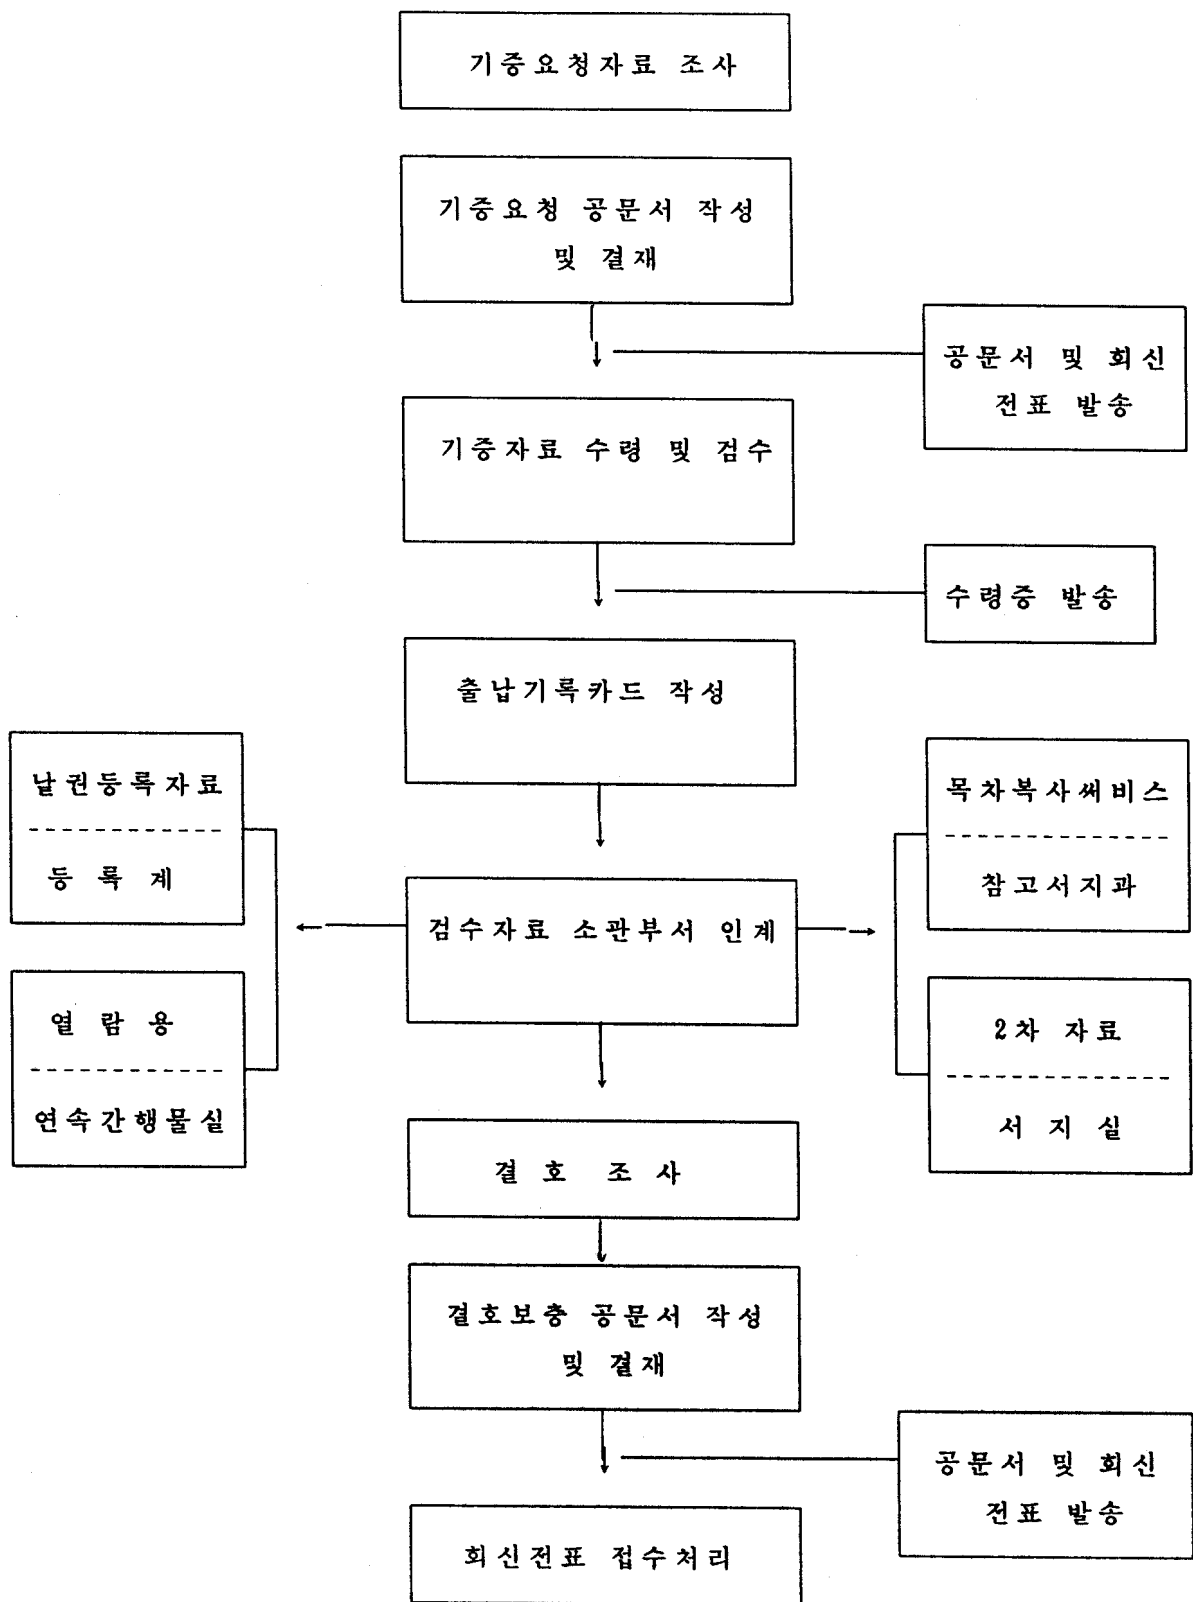 기증요청자료 조사
기증요청 공문서 작성
및 결재
공문서 및 회신
전표 발송
기증자료 수령 및 검수
수령증 발송
출납기록카드 작성
낱권등록자료
등 록 계
목차복사써비스
참고서지과
검수자료 소관부서 인계
열 람 용
연속간행물실
2차 자료
서 지 실
결 호 조 사
결호보충 공문서 작성
및 결재
공문서 및 회신
전표 발송
회신전표 접수처리